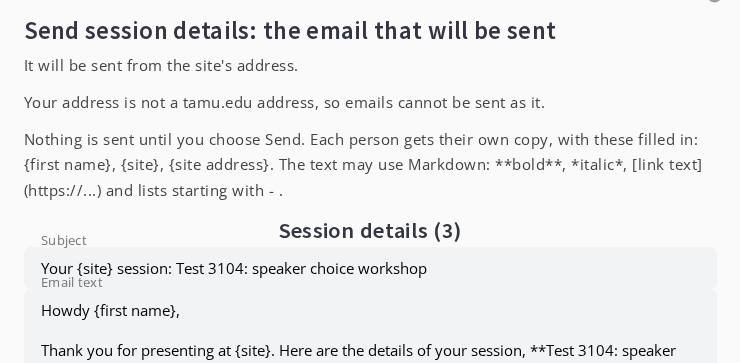 Send session details: the email that will be sent
It will be sent from the site's address.
Your address is not a tamu.edu address, so emails cannot be sent as it.
Nothing is sent until you choose Send. Each person gets their own copy, with these filled in:
{first name}, {site}, {site address}. The text may use Markdown: **bold**, *italic*, [link text]
(https://...) and lists starting with - .
Session details (3)
Subject
Your {site} session: Test 3104: speaker choice workshop
Email text
Howdy {first name},
Thank you for presenting at {site}. Here are the details of your session, **Test 3104: speaker